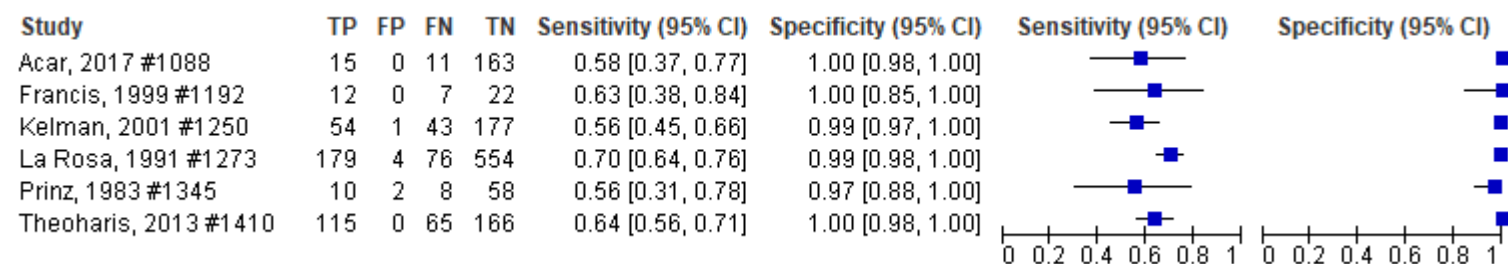 Study TP FP FN TN Sensitivity (95% CI) Specificity (95% CI) Sensitivity (95% CI) Specificity (95% CI)
Acar, 2017 #1088 15 0 11 163 0.58 [0.37, 0.77] 1.00 [0.98, 1.00]
Francis, 1999 #1192 12 0 7 22 0.63 [0.38, 0.84] 1.00 [0.85, 1.00]
Kelman, 2001 #1250 54 1 43 177 0.56 [0.45, 0.66] 0.99 [0.97, 1.00]
La Rosa, 1991 #1273 179 4 76 554 0.70 [0.64, 0.76] 0.99 [0.98, 1.00]
Prinz, 1983 #1345 10 2 8 58 0.56 [0.31, 0.78] 0.97 [0.88, 1.00]
Theoharis, 2013 #1410 115 0 65 166 0.64 [0.56, 0.71] 1.00 [0.98, 1.00]
0 0.2 0.4 0.6 0.8 1 0 0.2 0.4 0.6 0.8 1